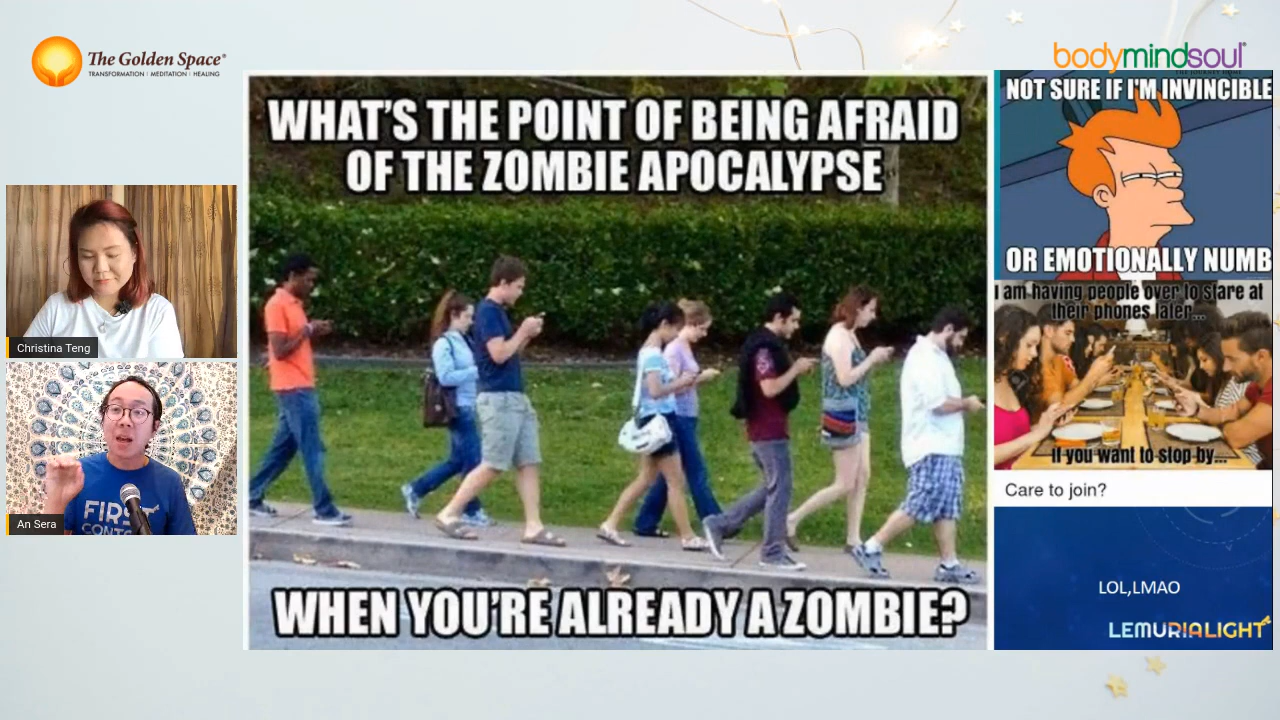 The Golden Space®
TRANSFORMATION | MEDITATION | HEALING
bodymindsoul
WHAT'S THE POINT OF BEING AFRAID
OF THE ZOMBIE APOCALYPSE
WHEN YOU'RE ALREADY A ZOMBIE?
NOT SURE IF I'M INVINCIBLE
OR EMOTIONALLY NUMB
I am having people over to stare at
their phones later...
If you want to stop by...
Care to join?
LOL,LMAO
LEMURIALIGHT
Christina Teng
FIRST
CONTA
An Sera